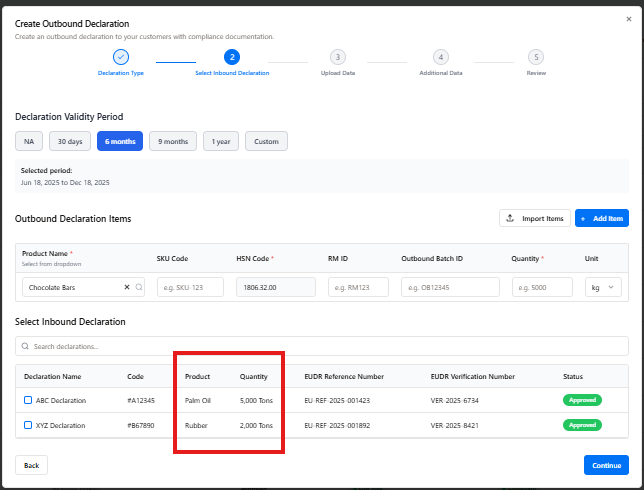 Create Outbound Declaration
×
Create an outbound declaration to your customers with compliance documentation.
2 3 4 5
Declaration Type Select Inbound Declaration Upload Data Additional Data Review
Declaration Validity Period
NA 30 days 6 months 9 months 1 year Custom
Selected period:
Jun 18, 2025 to Dec 18, 2025
Outbound Declaration Items Import Items + Add Item
Product Name * SKU Code HSN Code * RM ID Outbound Batch ID Quantity * Unit
Select from dropdown
Chocolate Bars × e.g. SKU-123 1806.32.00 e.g. RM123 e.g. OB12345 e.g. 5000 kg
Select Inbound Declaration
Search declarations...
Declaration Name Code Product Quantity EUDR Reference Number EUDR Verification Number Status
ABC Declaration #A12345 Palm Oil 5,000 Tons EU-REF-2025-001423 VER-2025-6734 Approved
XYZ Declaration #B67890 Rubber 2,000 Tons EU-REF-2025-001892 VER-2025-8421 Approved
Back Continue